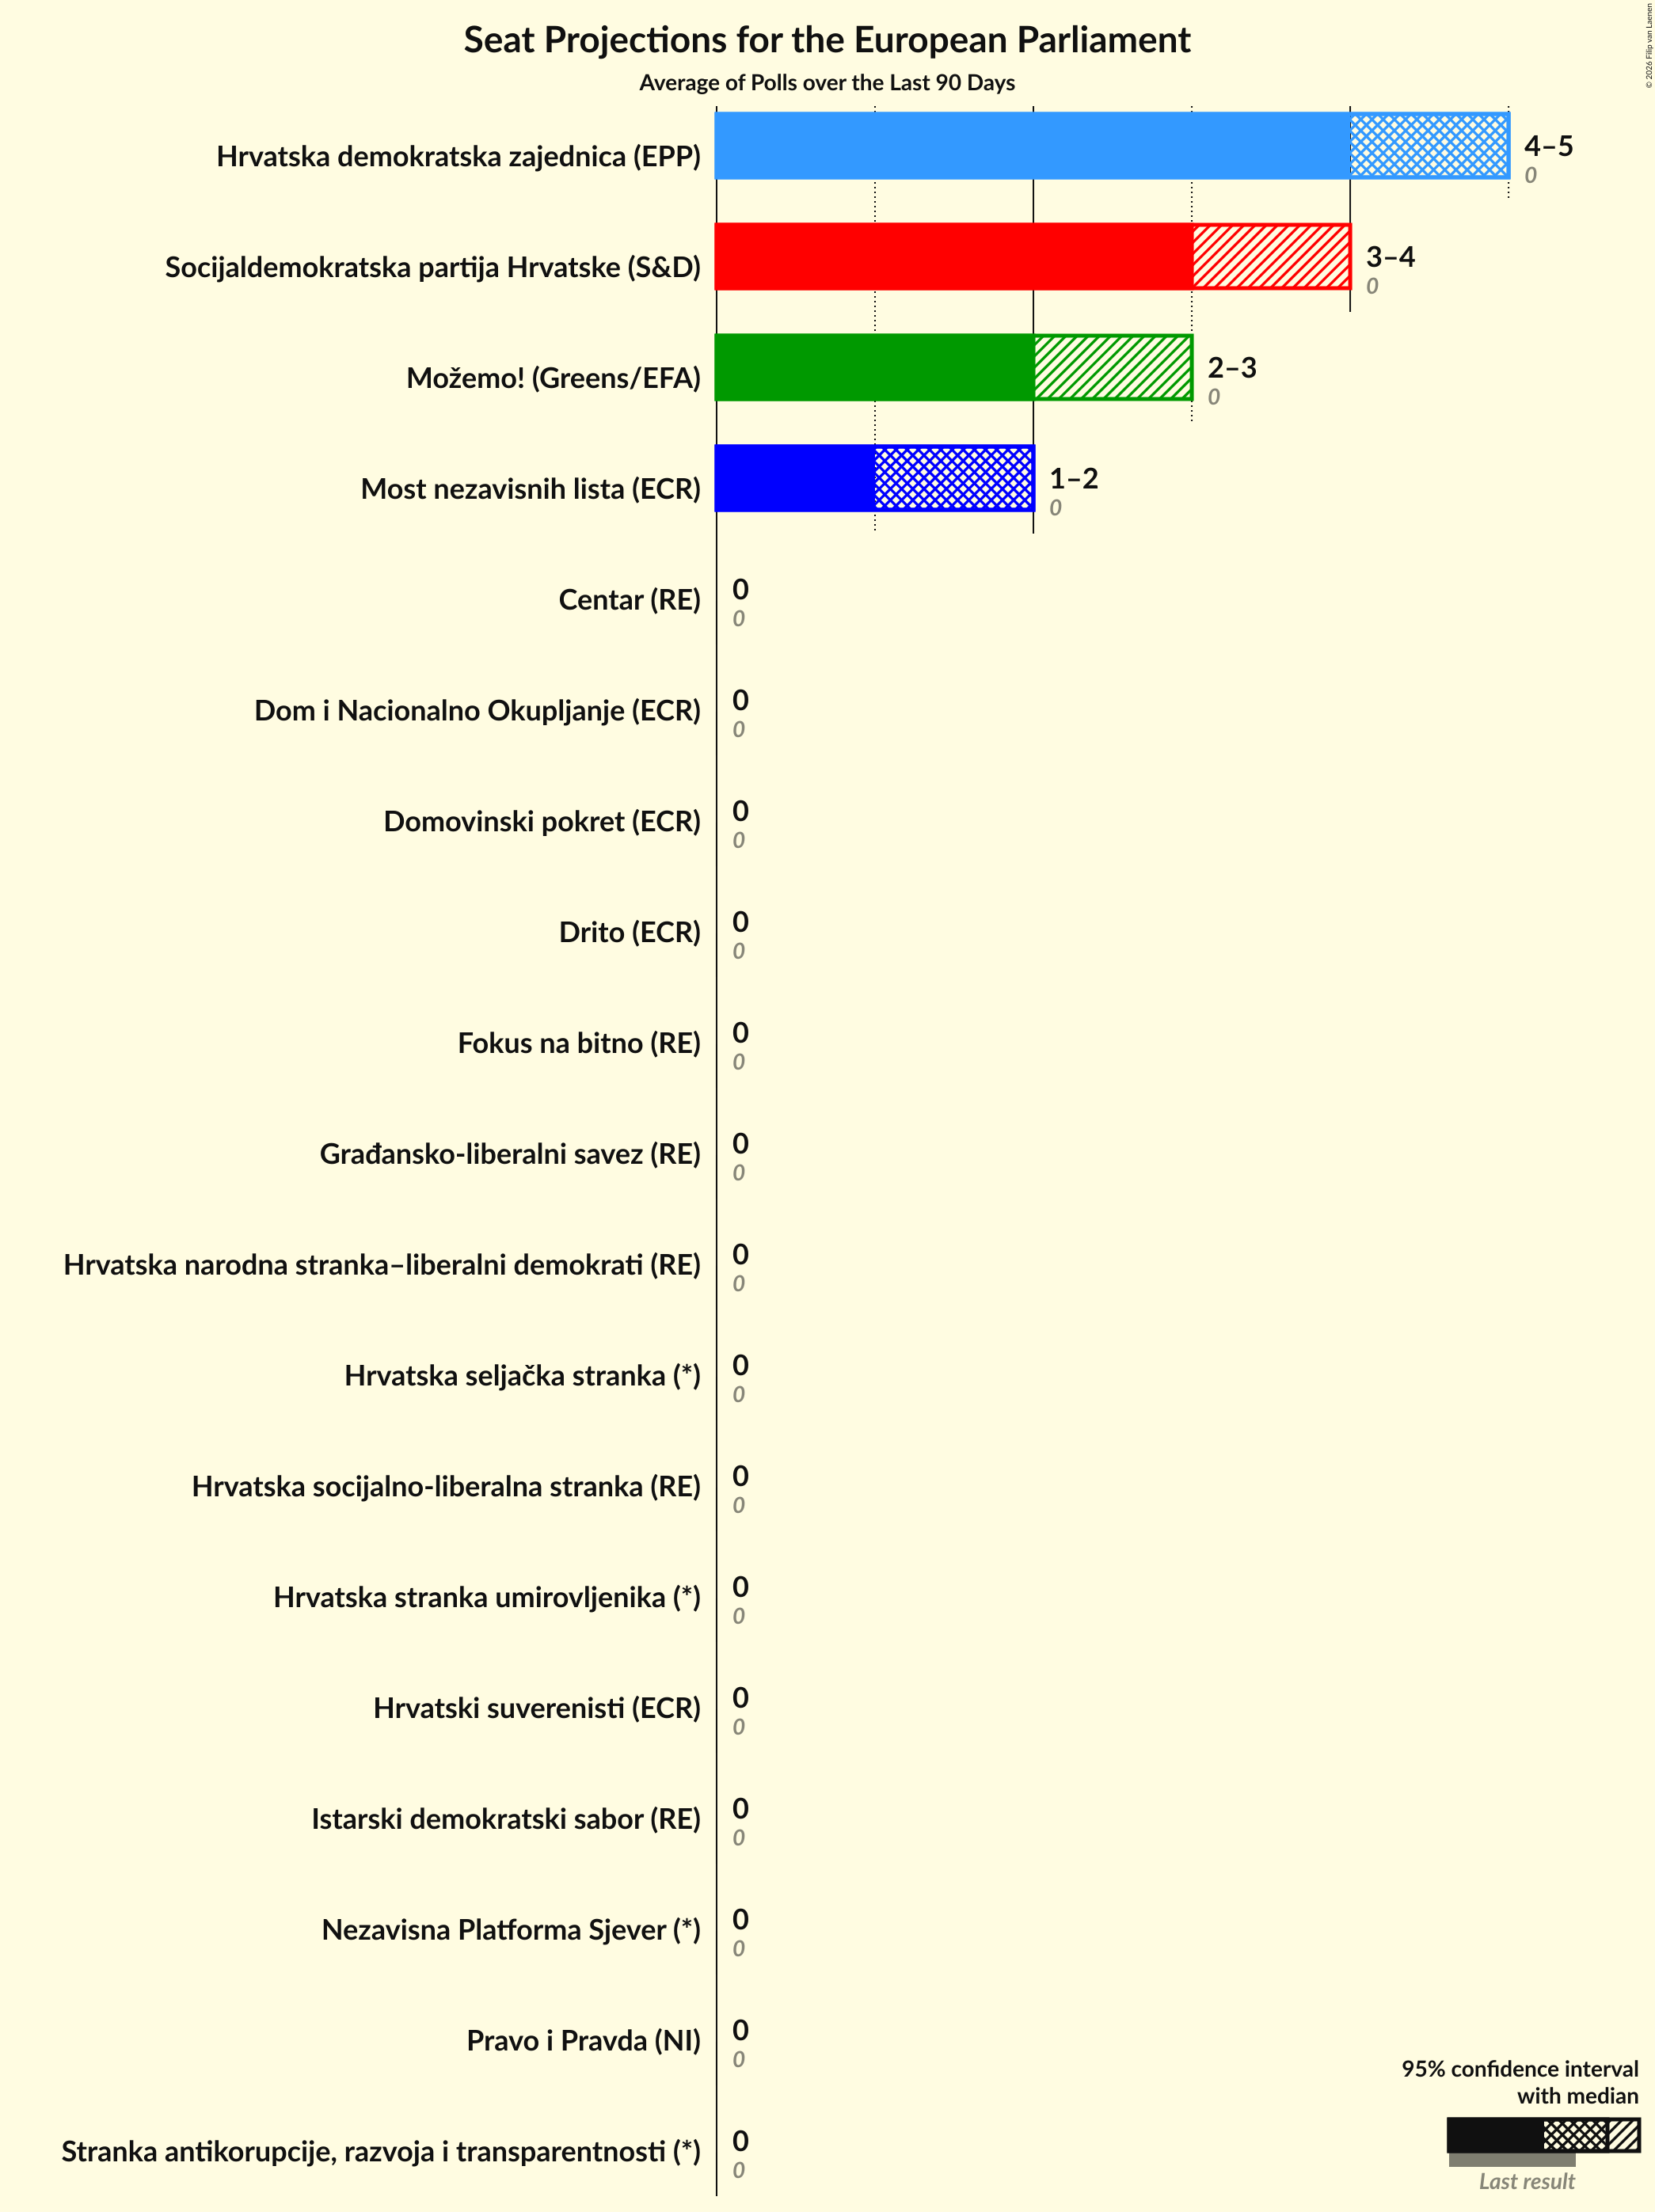 Seat Projections for the European Parliament
Average of Polls over the Last 90 Days
© 2026 Filip van Laenen
Hrvatska demokratska zajednica (EPP)
4–5
0
Socijaldemokratska partija Hrvatske (S&D)
3–4
0
Možemo! (Greens/EFA)
2–3
0
Most nezavisnih lista (ECR)
1–2
0
Centar (RE)
0
0
Dom i Nacionalno Okupljanje (ECR)
0
0
Domovinski pokret (ECR)
0
0
Drito (ECR)
0
0
Fokus na bitno (RE)
0
0
Građansko-liberalni savez (RE)
0
0
Hrvatska narodna stranka–liberalni demokrati (RE)
0
0
Hrvatska seljačka stranka (*)
0
0
Hrvatska socijalno-liberalna stranka (RE)
0
0
Hrvatska stranka umirovljenika (*)
0
0
Hrvatski suverenisti (ECR)
0
0
Istarski demokratski sabor (RE)
0
0
Nezavisna Platforma Sjever (*)
0
0
Pravo i Pravda (NI)
0
0
Stranka antikorupcije, razvoja i transparentnosti (*)
0
0
95% confidence interval
with median
Last result